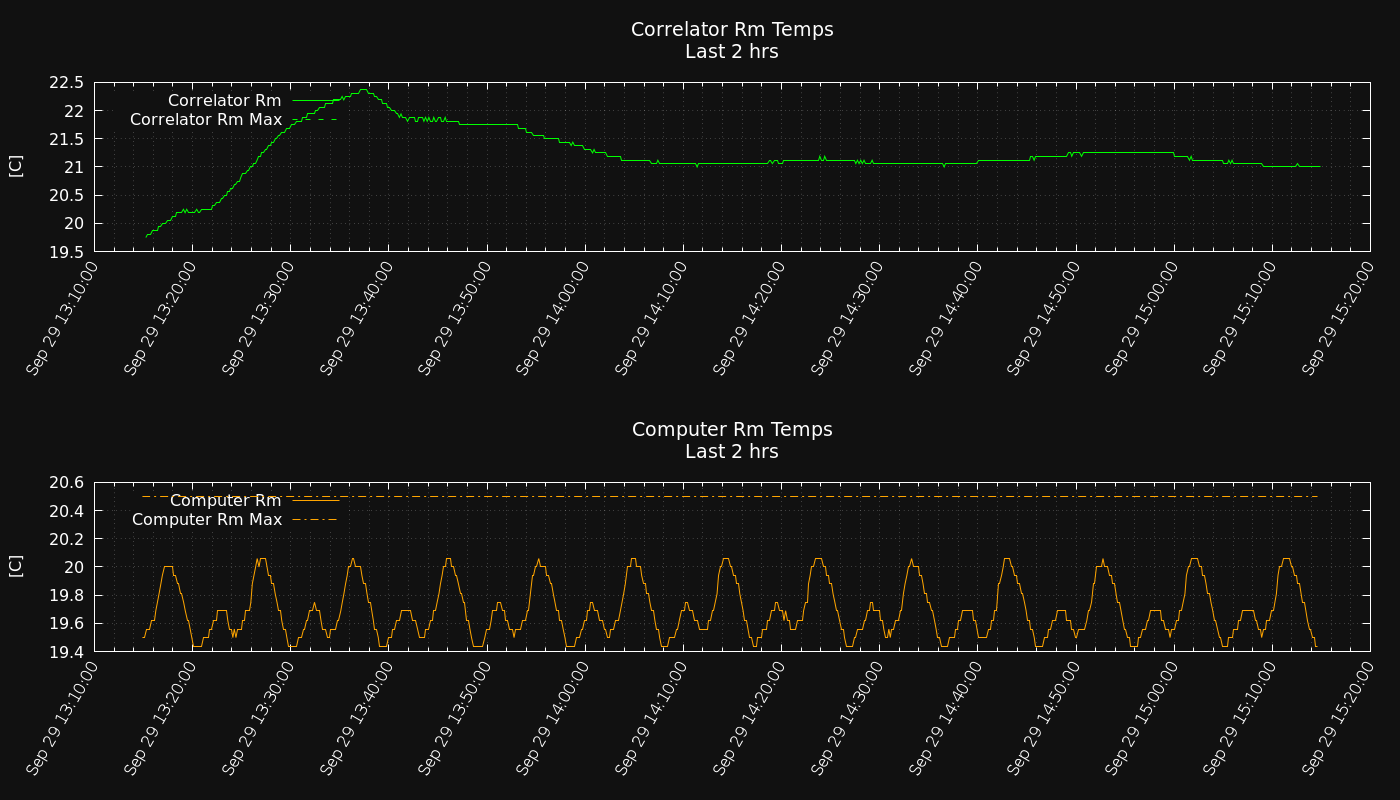 Correlator Rm Temps
Last 2 hrs
22.5
22
21.5
21
20.5
20
19.5
[C]
Correlator Rm
Correlator Rm Max
Sep 29 13:10:00
Sep 29 13:20:00
Sep 29 13:30:00
Sep 29 13:40:00
Sep 29 13:50:00
Sep 29 14:00:00
Sep 29 14:10:00
Sep 29 14:20:00
Sep 29 14:30:00
Sep 29 14:40:00
Sep 29 14:50:00
Sep 29 15:00:00
Sep 29 15:10:00
Sep 29 15:20:00
Computer Rm Temps
Last 2 hrs
20.6
20.4
20.2
20
19.8
19.6
19.4
[C]
Computer Rm
Computer Rm Max
Sep 29 13:10:00
Sep 29 13:20:00
Sep 29 13:30:00
Sep 29 13:40:00
Sep 29 13:50:00
Sep 29 14:00:00
Sep 29 14:10:00
Sep 29 14:20:00
Sep 29 14:30:00
Sep 29 14:40:00
Sep 29 14:50:00
Sep 29 15:00:00
Sep 29 15:10:00
Sep 29 15:20:00